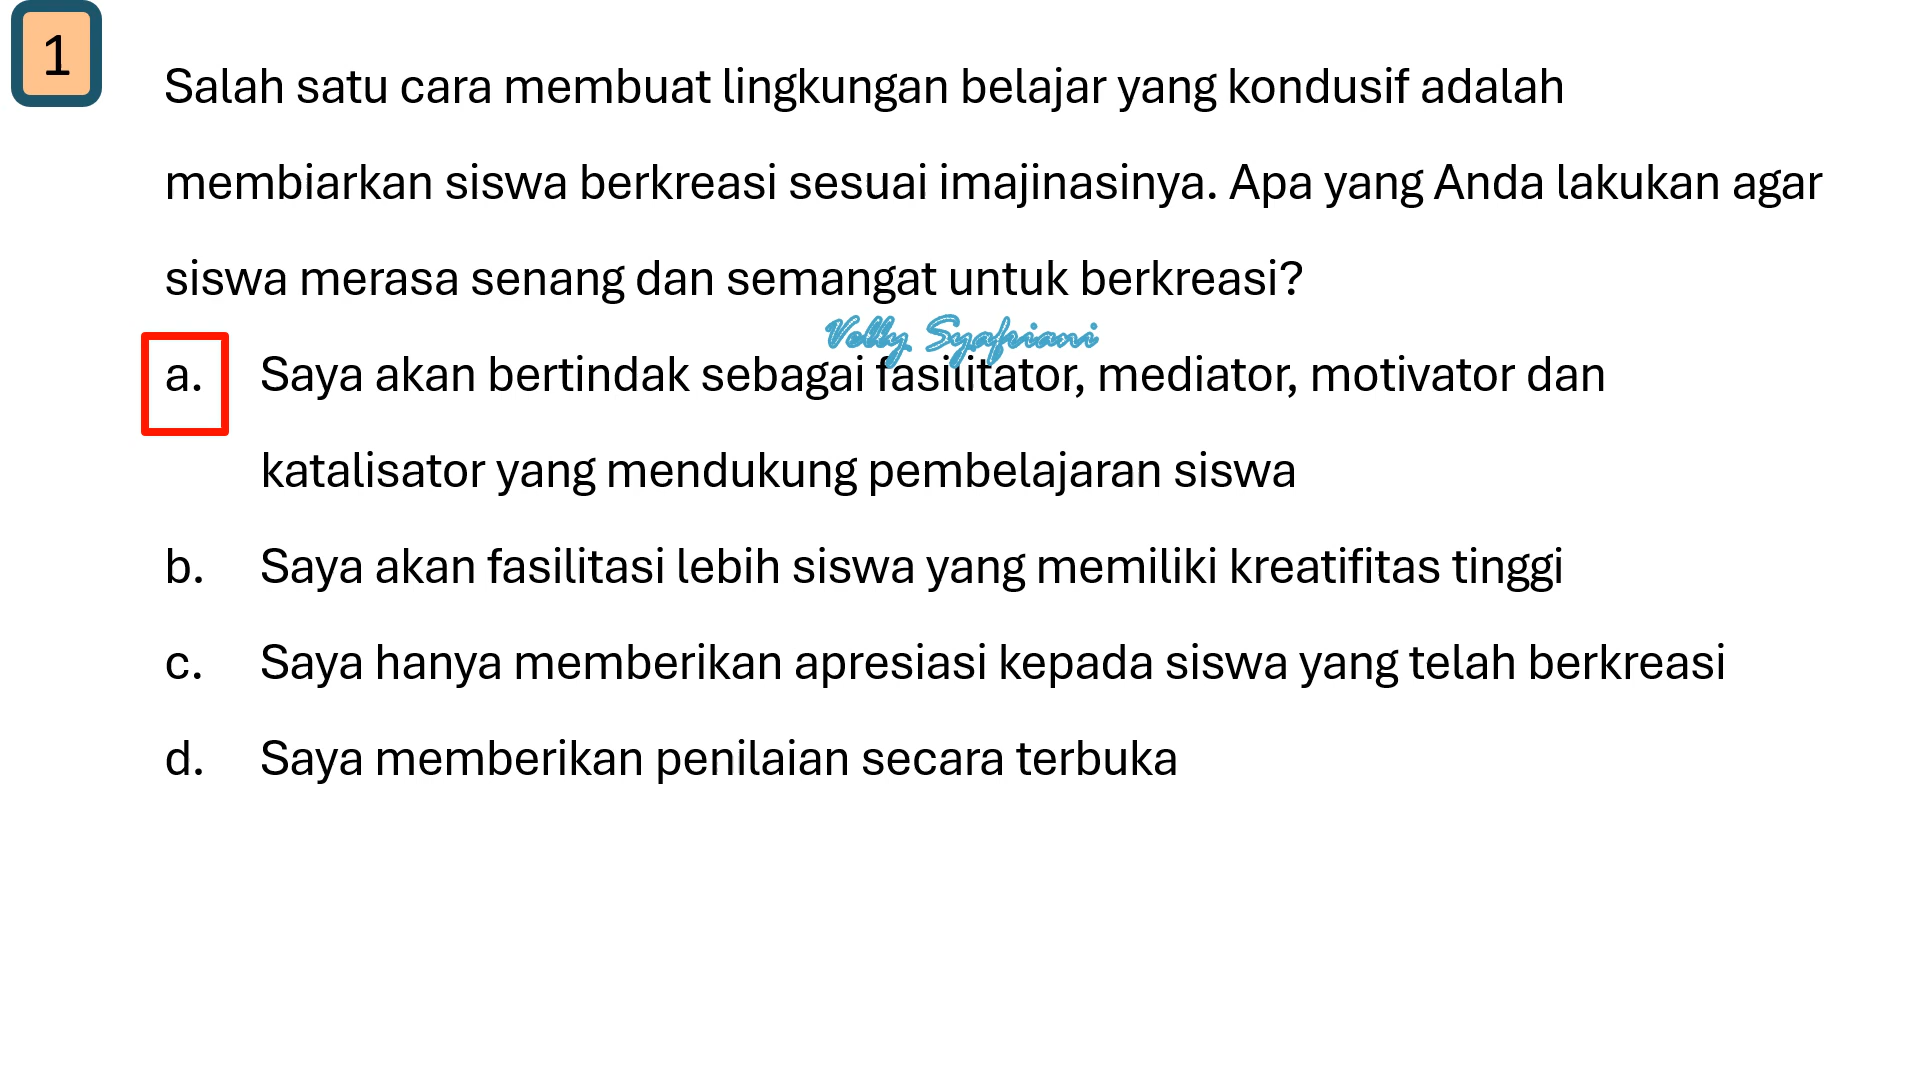 1
Salah satu cara membuat lingkungan belajar yang kondusif adalah
membiarkan siswa berkreasi sesuai imajinasinya. Apa yang Anda lakukan agar
siswa merasa senang dan semangat untuk berkreasi?
Velly Syafriani
a. Saya akan bertindak sebagai fasilitator, mediator, motivator dan
katalisator yang mendukung pembelajaran siswa
b. Saya akan fasilitasi lebih siswa yang memiliki kreatifitas tinggi
c. Saya hanya memberikan apresiasi kepada siswa yang telah berkreasi
d. Saya memberikan penilaian secara terbuka